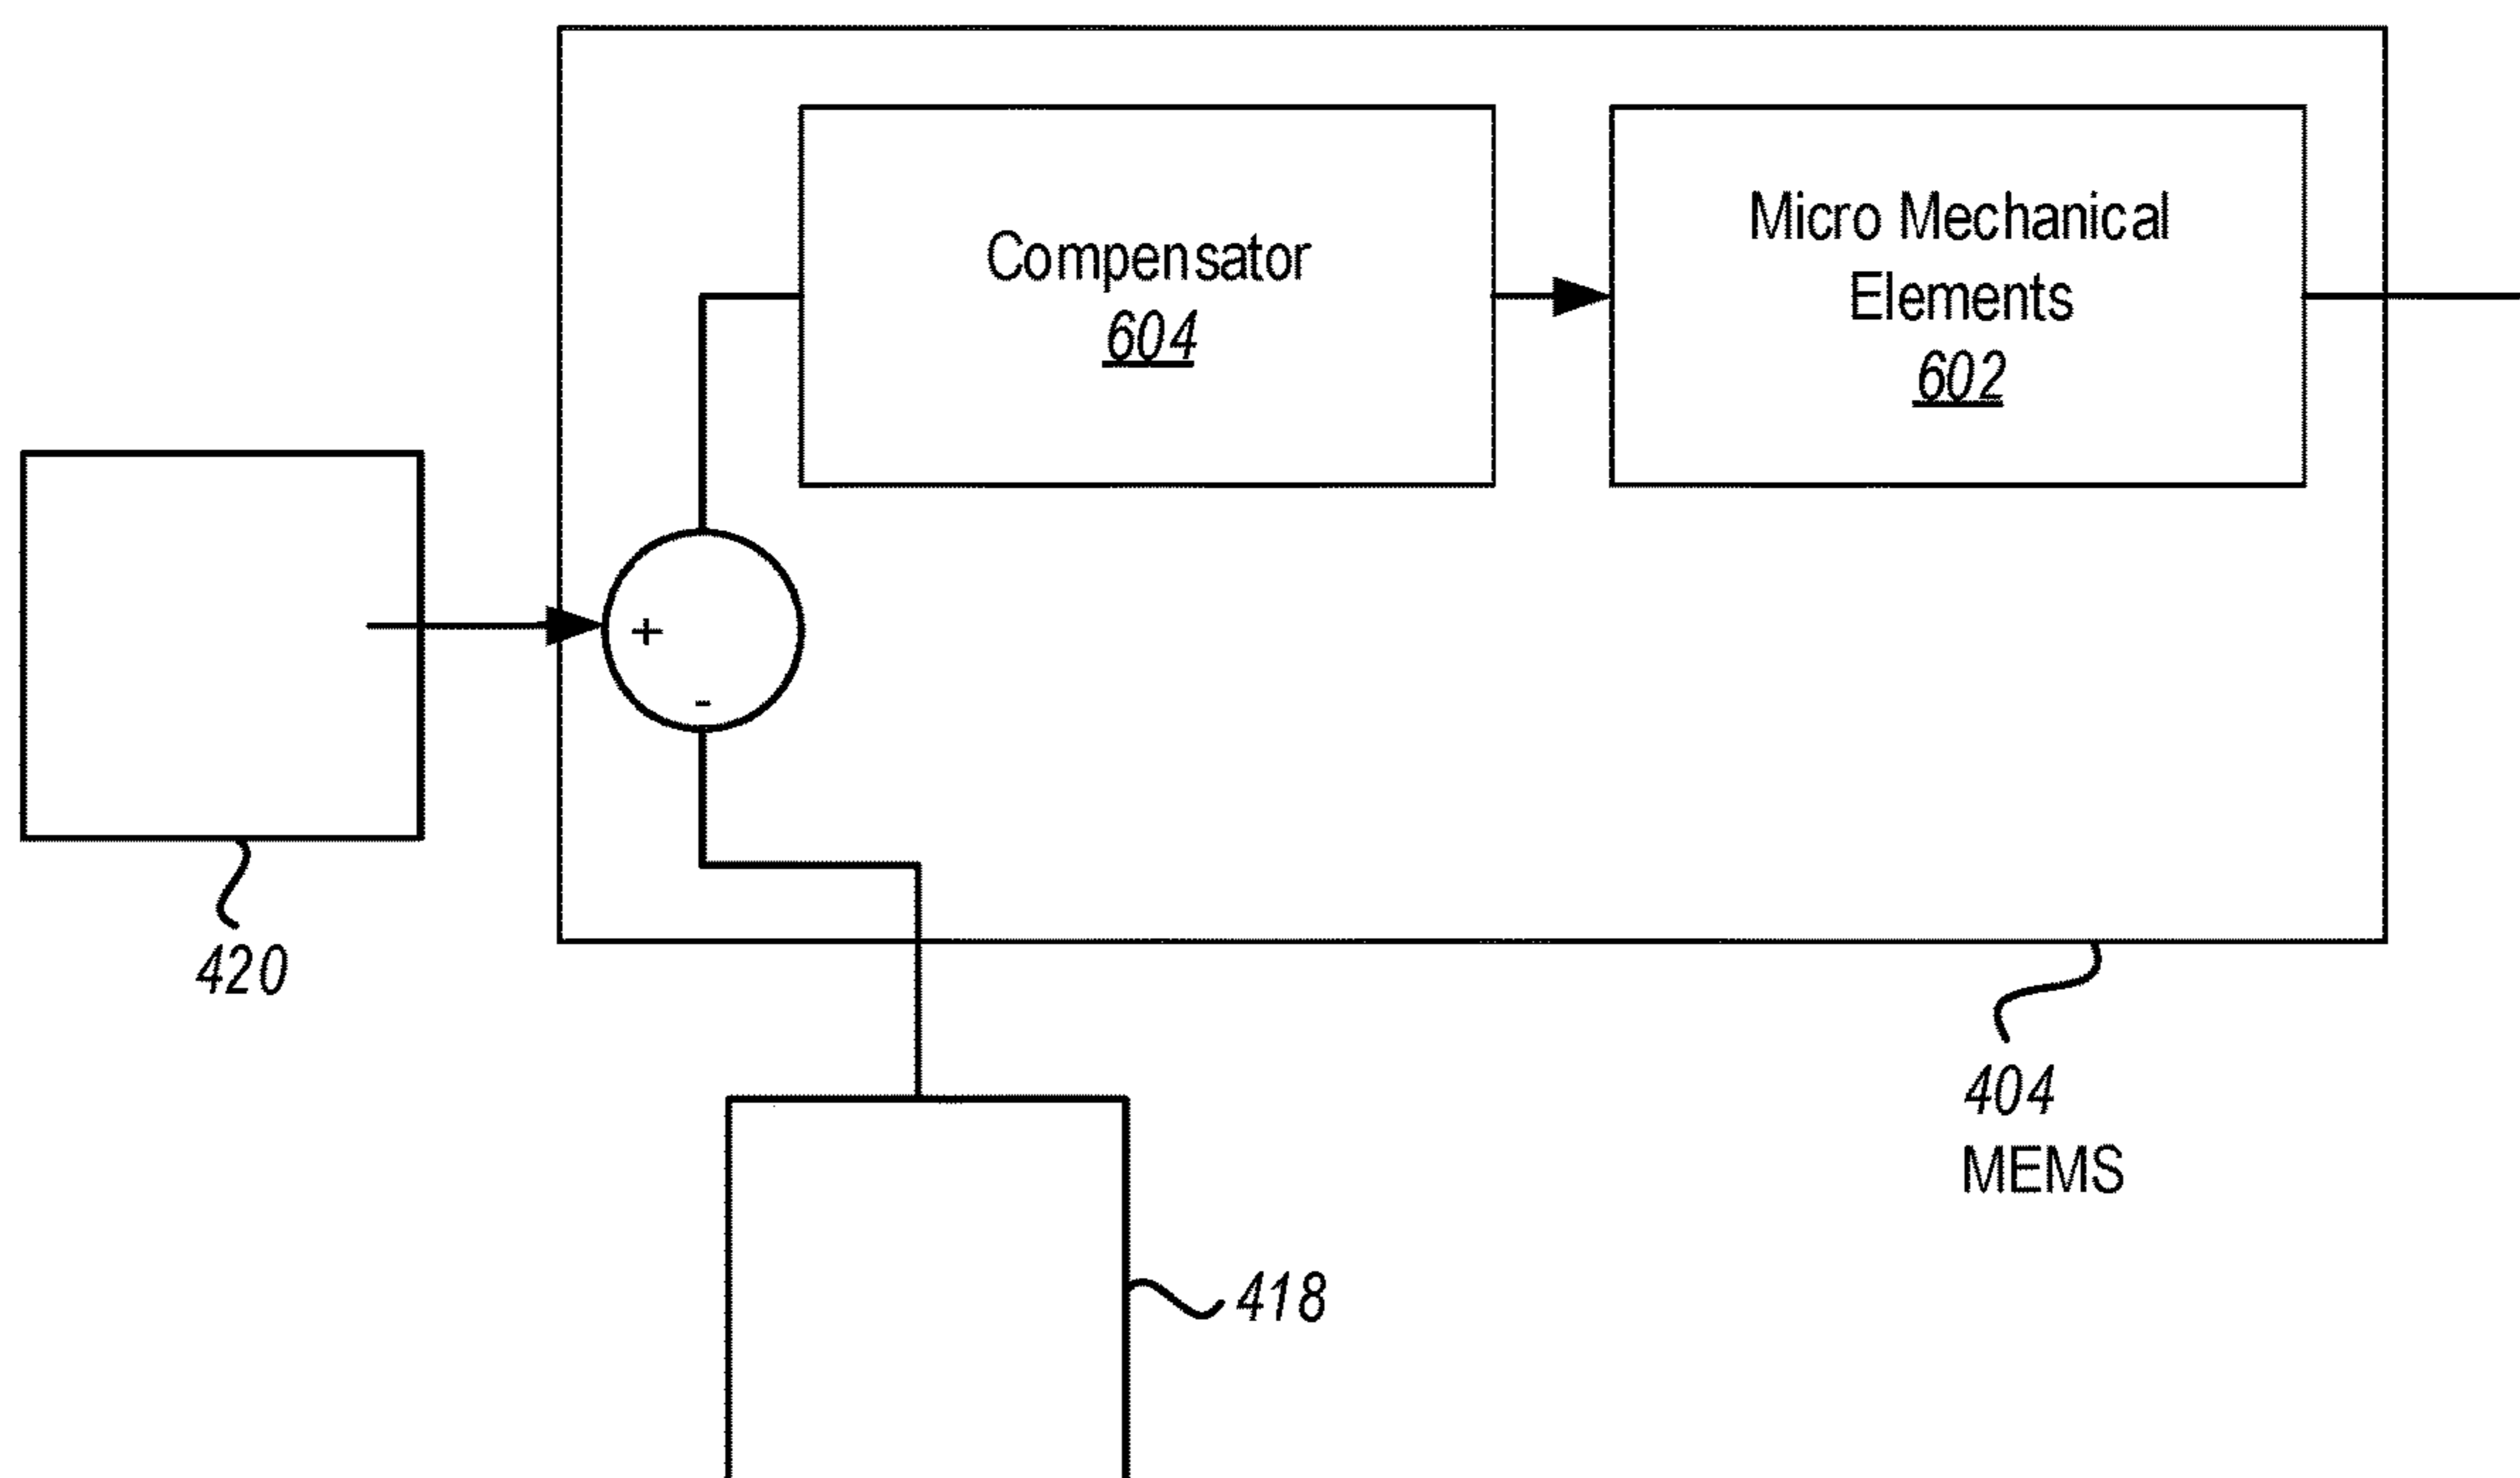 Compensator
604
Micro Mechanical
Elements
602
+
-
420
404
MEMS
418